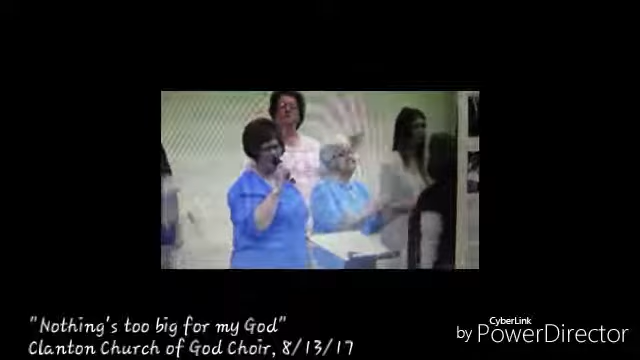 "Nothing's too big for my God"
Clanton Church of God Choir, 8/13/17
CyberLink
by PowerDirector